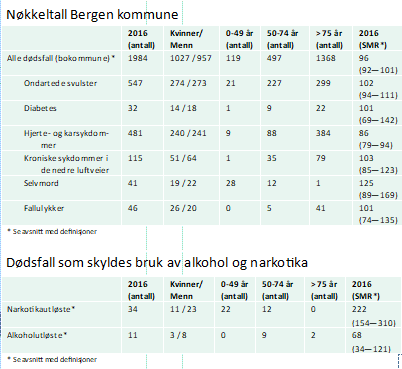 Nøkkeltall Bergen kommune
2016 Kvinner/ 0-49 år 50-74 år > 75 år 2016
(antall) Menn (antall) (antall) (antall) (SMR*)
Alle dødsfall (bokommune) * 1984 1027 / 957 119 497 1368 96
(92—101)
Ondartede svulster 547 274 / 273 21 227 299 102
(94—111)
Diabetes 32 14 / 18 1 9 22 101
(69—142)
Hjerte- og karsykdom- 481 240 / 241 9 88 384 86
mer (79—94)
Kroniske sykdommer i 115 51 / 64 1 35 79 103
de nedre luftveier (85—123)
Selvmord 41 19 / 22 28 12 1 125
(89—169)
Fallulykker 46 26 / 20 0 5 41 101
(74—135)
* Se avsnitt med definisjoner
Dødsfall som skyldes bruk av alkohol og narkotika
2016 Kvinner/ 0-49 år 50-74 år > 75 år 2016
(antall) Menn (antall) (antall) (antall) (SMR*)
Narkotikautløste* 34 11 / 23 22 12 0 222
(154—310)
Alkoholutløste* 11 3 / 8 0 9 2 68
(34—121)
* Se avsnitt med definisjoner